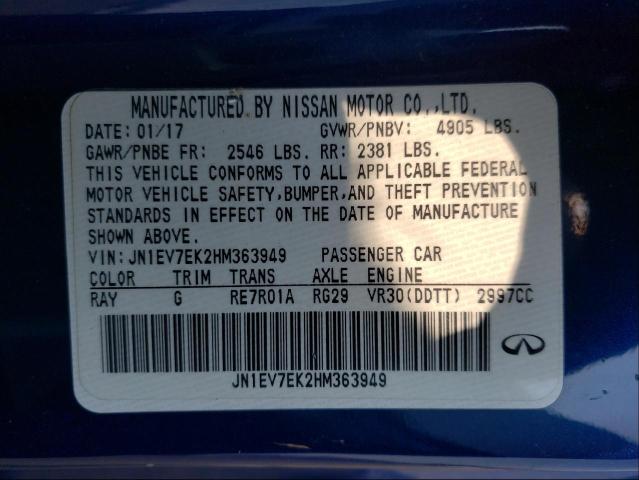 MANUFACTURED BY NISSAN MOTOR CO.,LTD.
DATE: 01/17 GVWR/PNBV: 4905 LBS.
GAWR/PNBE FR: 2546 LBS. RR: 2381 LBS.
THIS VEHICLE CONFORMS TO ALL APPLICABLE FEDERAL
MOTOR VEHICLE SAFETY,BUMPER,AND THEFT PREVENTION
STANDARDS IN EFFECT ON THE DATE OF MANUFACTURE
SHOWN ABOVE.
VIN: JN1EV7EK2HM363949 PASSENGER CAR
COLOR TRIM TRANS AXLE ENGINE
RAY G RE7R01A RG29 VR30(DDTT) 2997CC
JN1EV7EK2HM363949